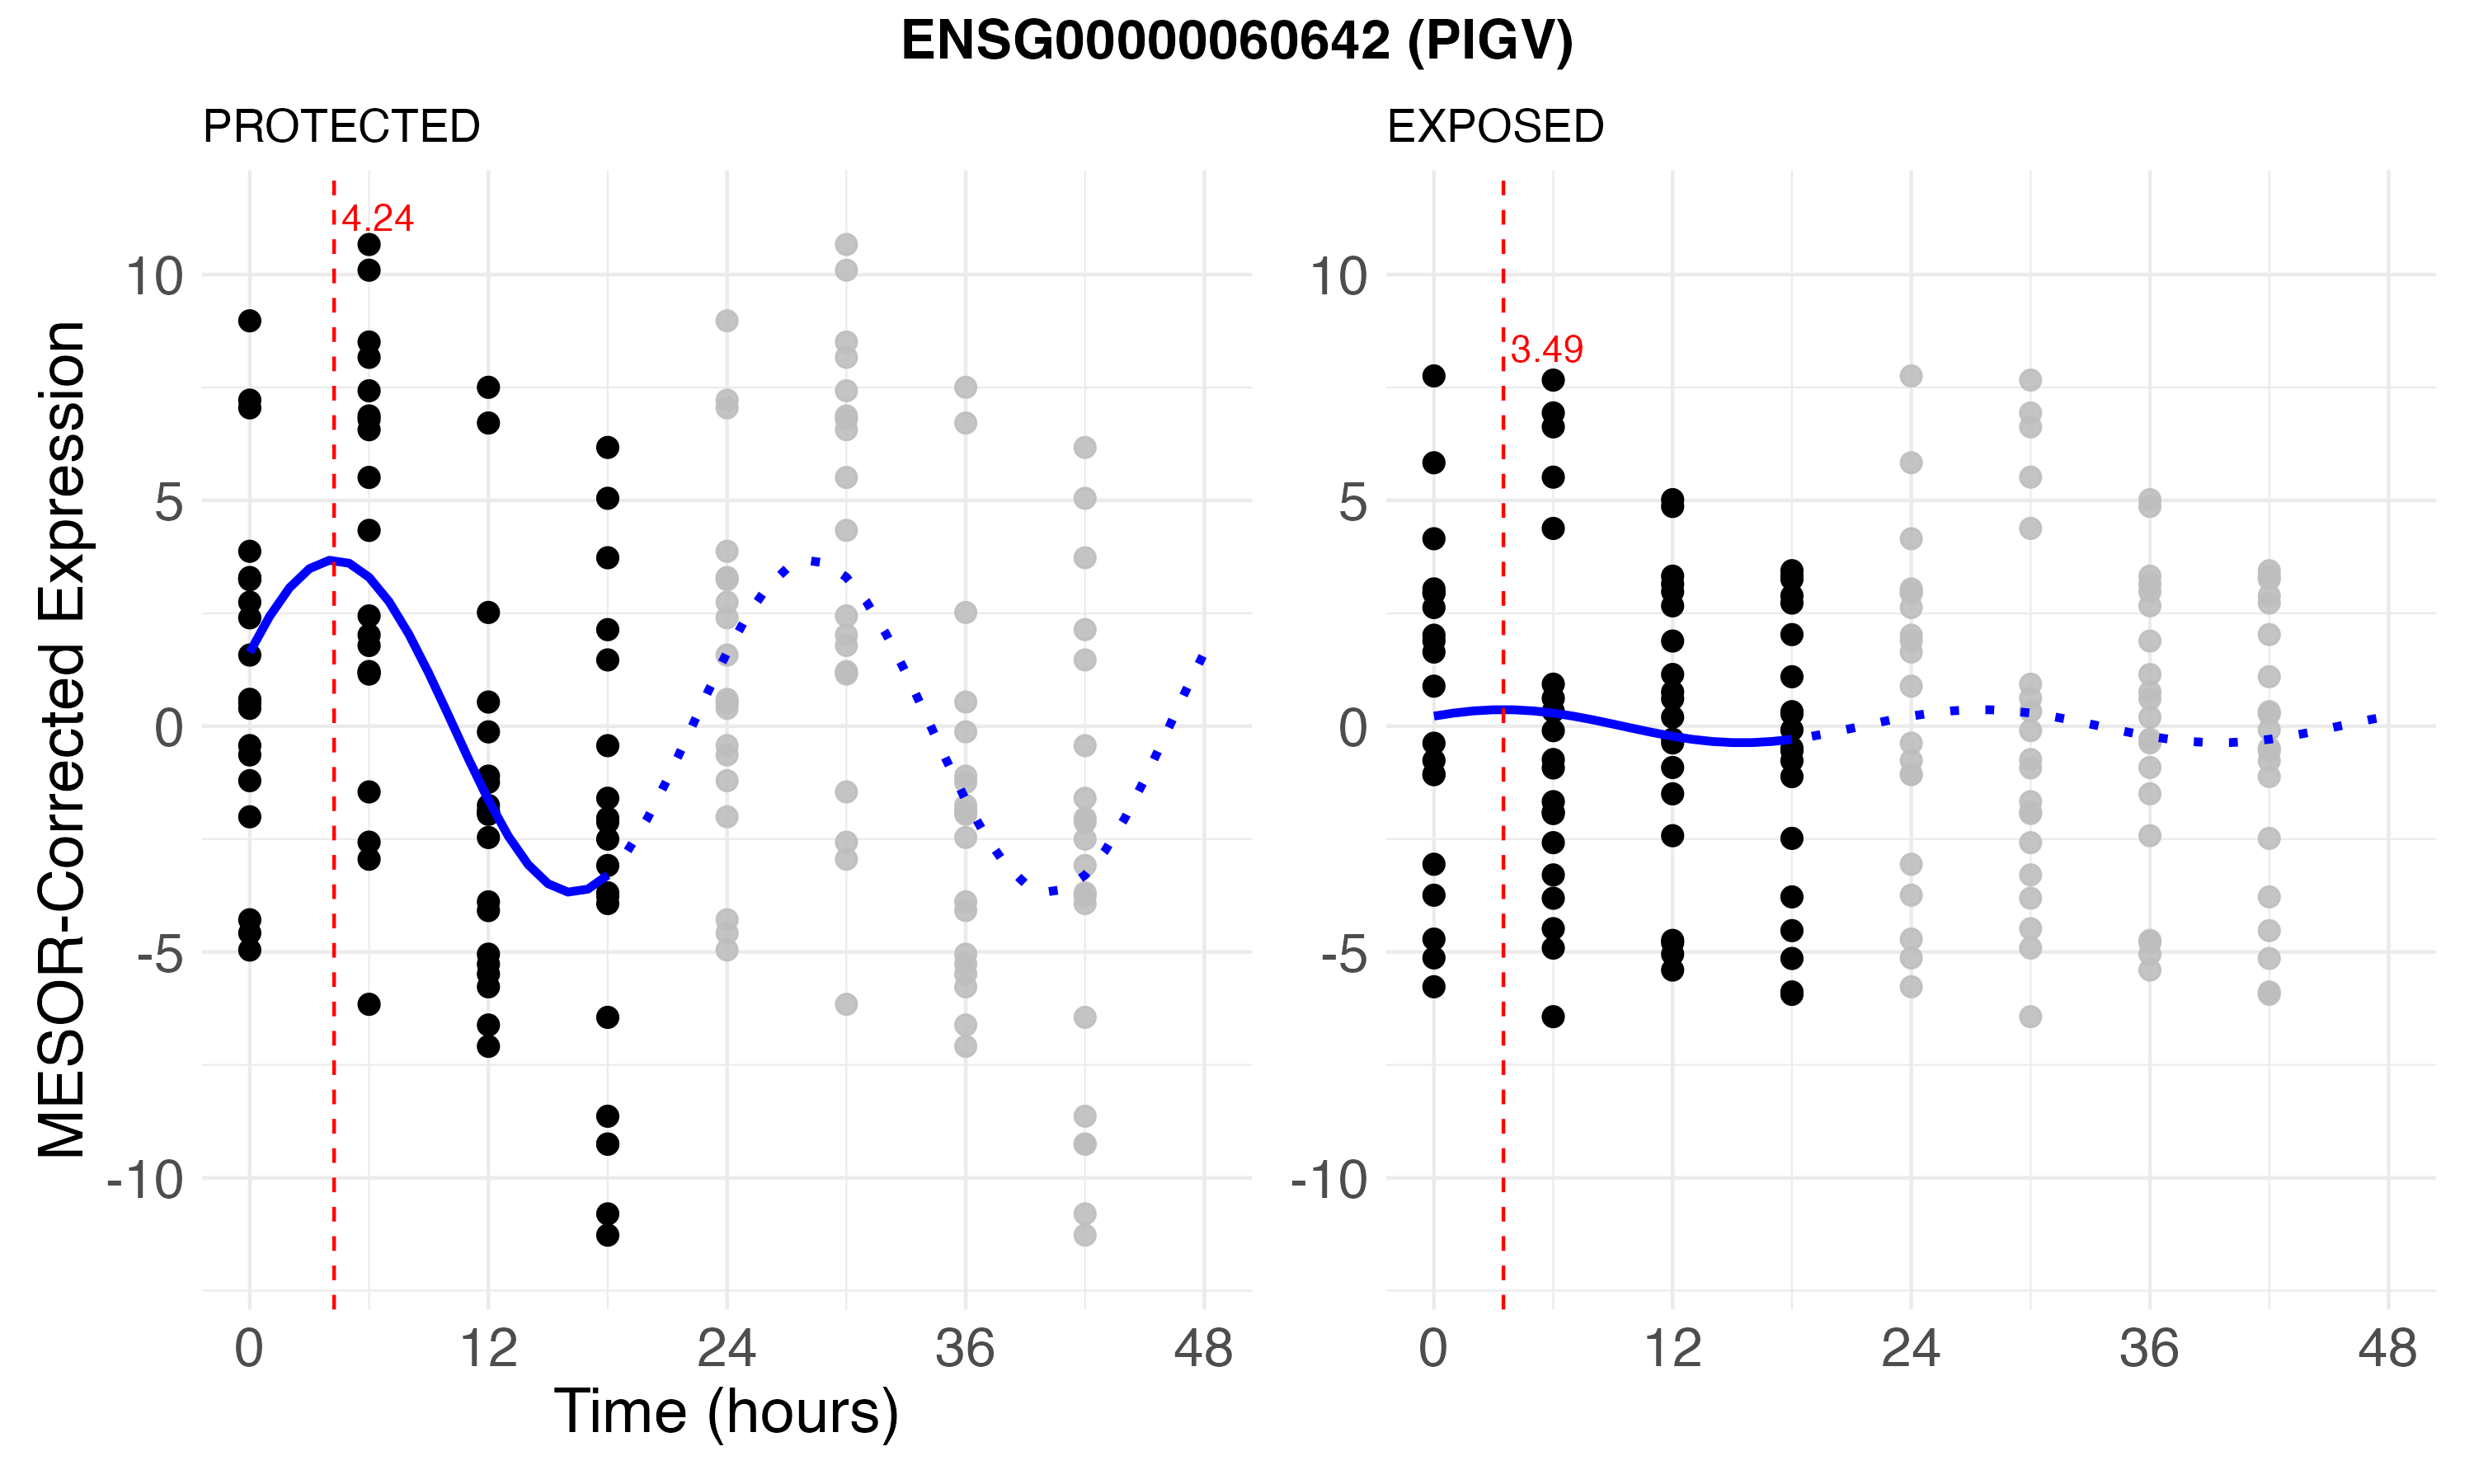 ENSG00000060642 (PIGV)
PROTECTED
EXPOSED
MESOR-Corrected Expression
4.24
10
5
0
-5
-10
0 12 24 36 48
3.49
10
5
0
-5
-10
0 12 24 36 48
Time (hours)